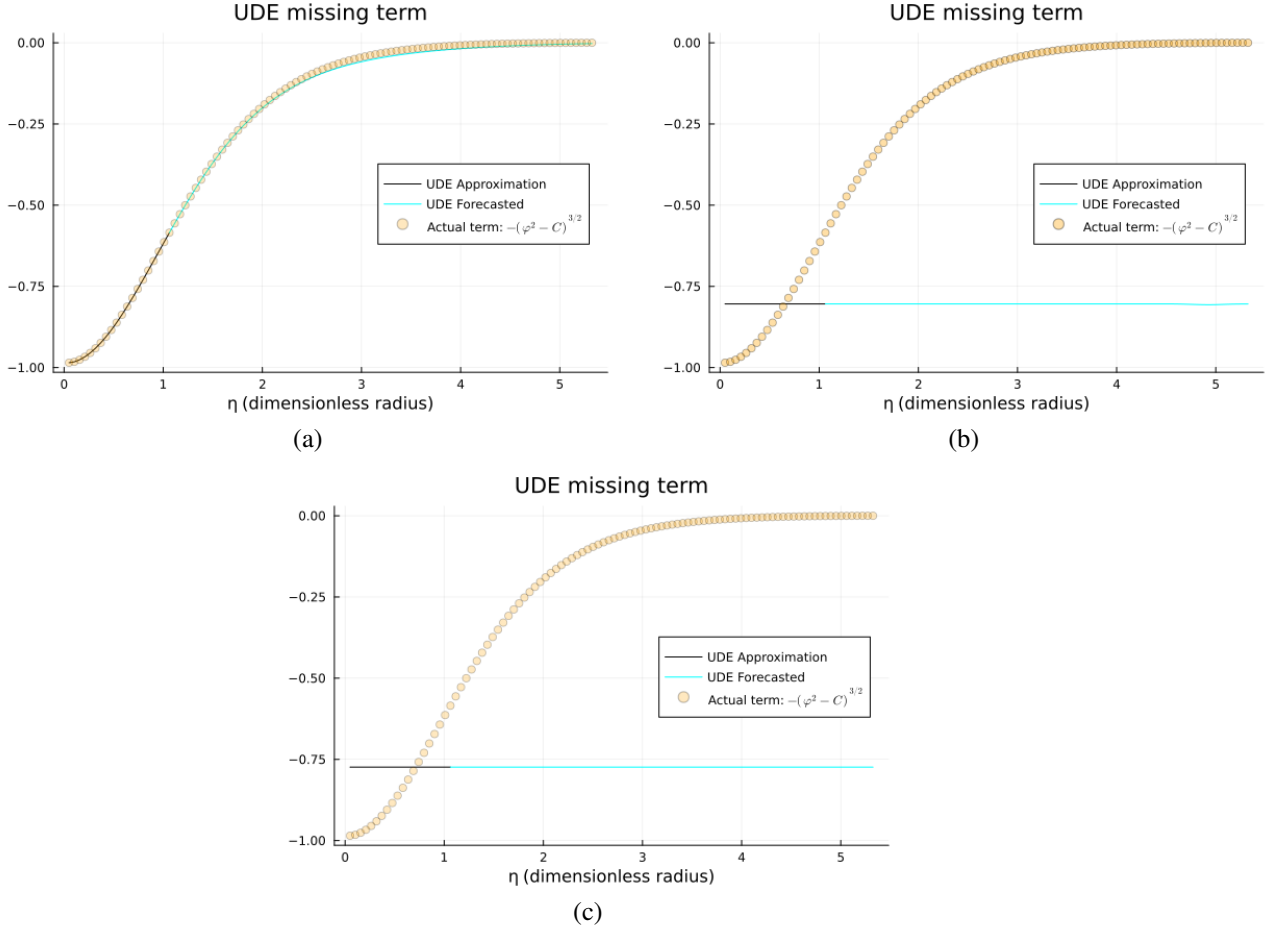 UDE missing term
0.00
−0.25
−0.50
−0.75
−1.00
UDE Approximation
UDE Forecasted
Actual term: −(φ² − C)^3/2
0 1 2 3 4 5
η (dimensionless radius)
(a)
UDE missing term
0.00
−0.25
−0.50
−0.75
−1.00
UDE Approximation
UDE Forecasted
Actual term: −(φ² − C)^3/2
0 1 2 3 4 5
η (dimensionless radius)
(b)
UDE missing term
0.00
−0.25
−0.50
−0.75
−1.00
UDE Approximation
UDE Forecasted
Actual term: −(φ² − C)^3/2
0 1 2 3 4 5
η (dimensionless radius)
(c)